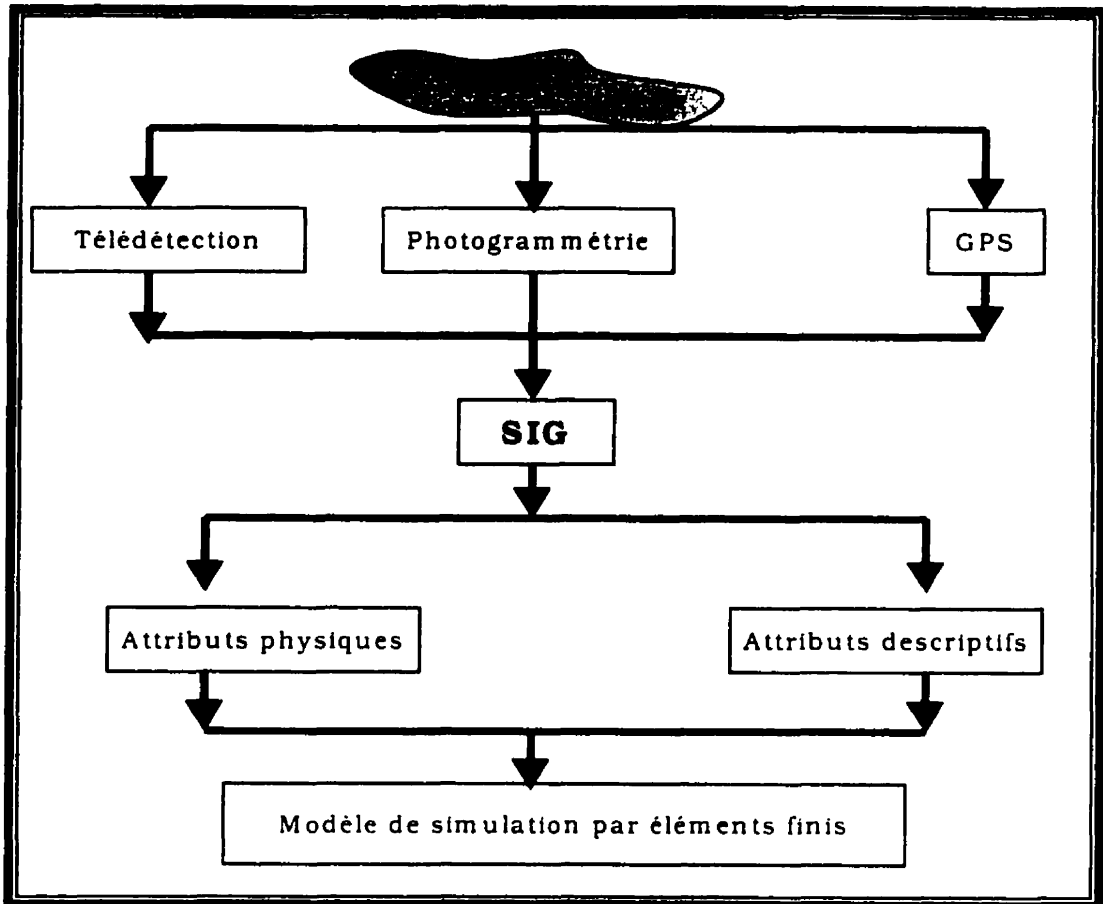 Télédétection
Photogrammétrie
GPS
SIG
Attributs physiques
Attributs descriptifs
Modèle de simulation par éléments finis